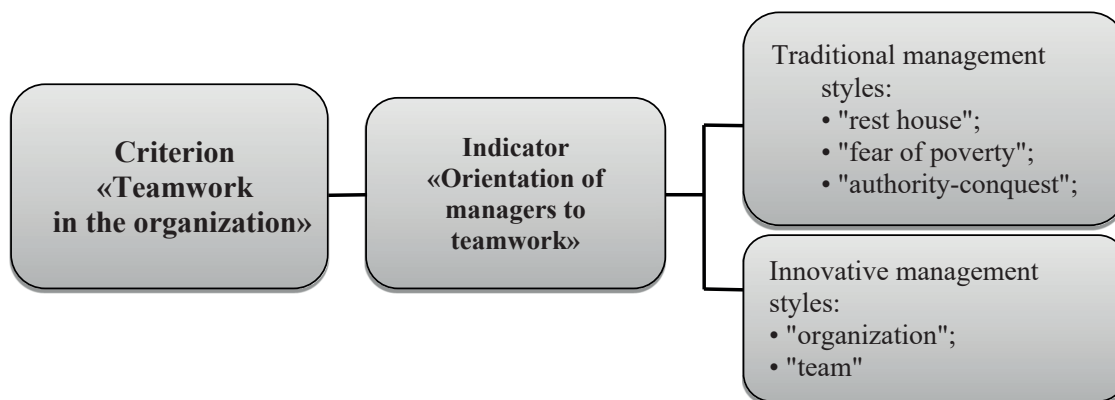 Criterion
«Teamwork
in the organization»
Indicator
«Orientation of
managers to
teamwork»
Traditional management
styles:
• "rest house";
• "fear of poverty";
• "authority-conquest";
Innovative management
styles:
• "organization";
• "team"